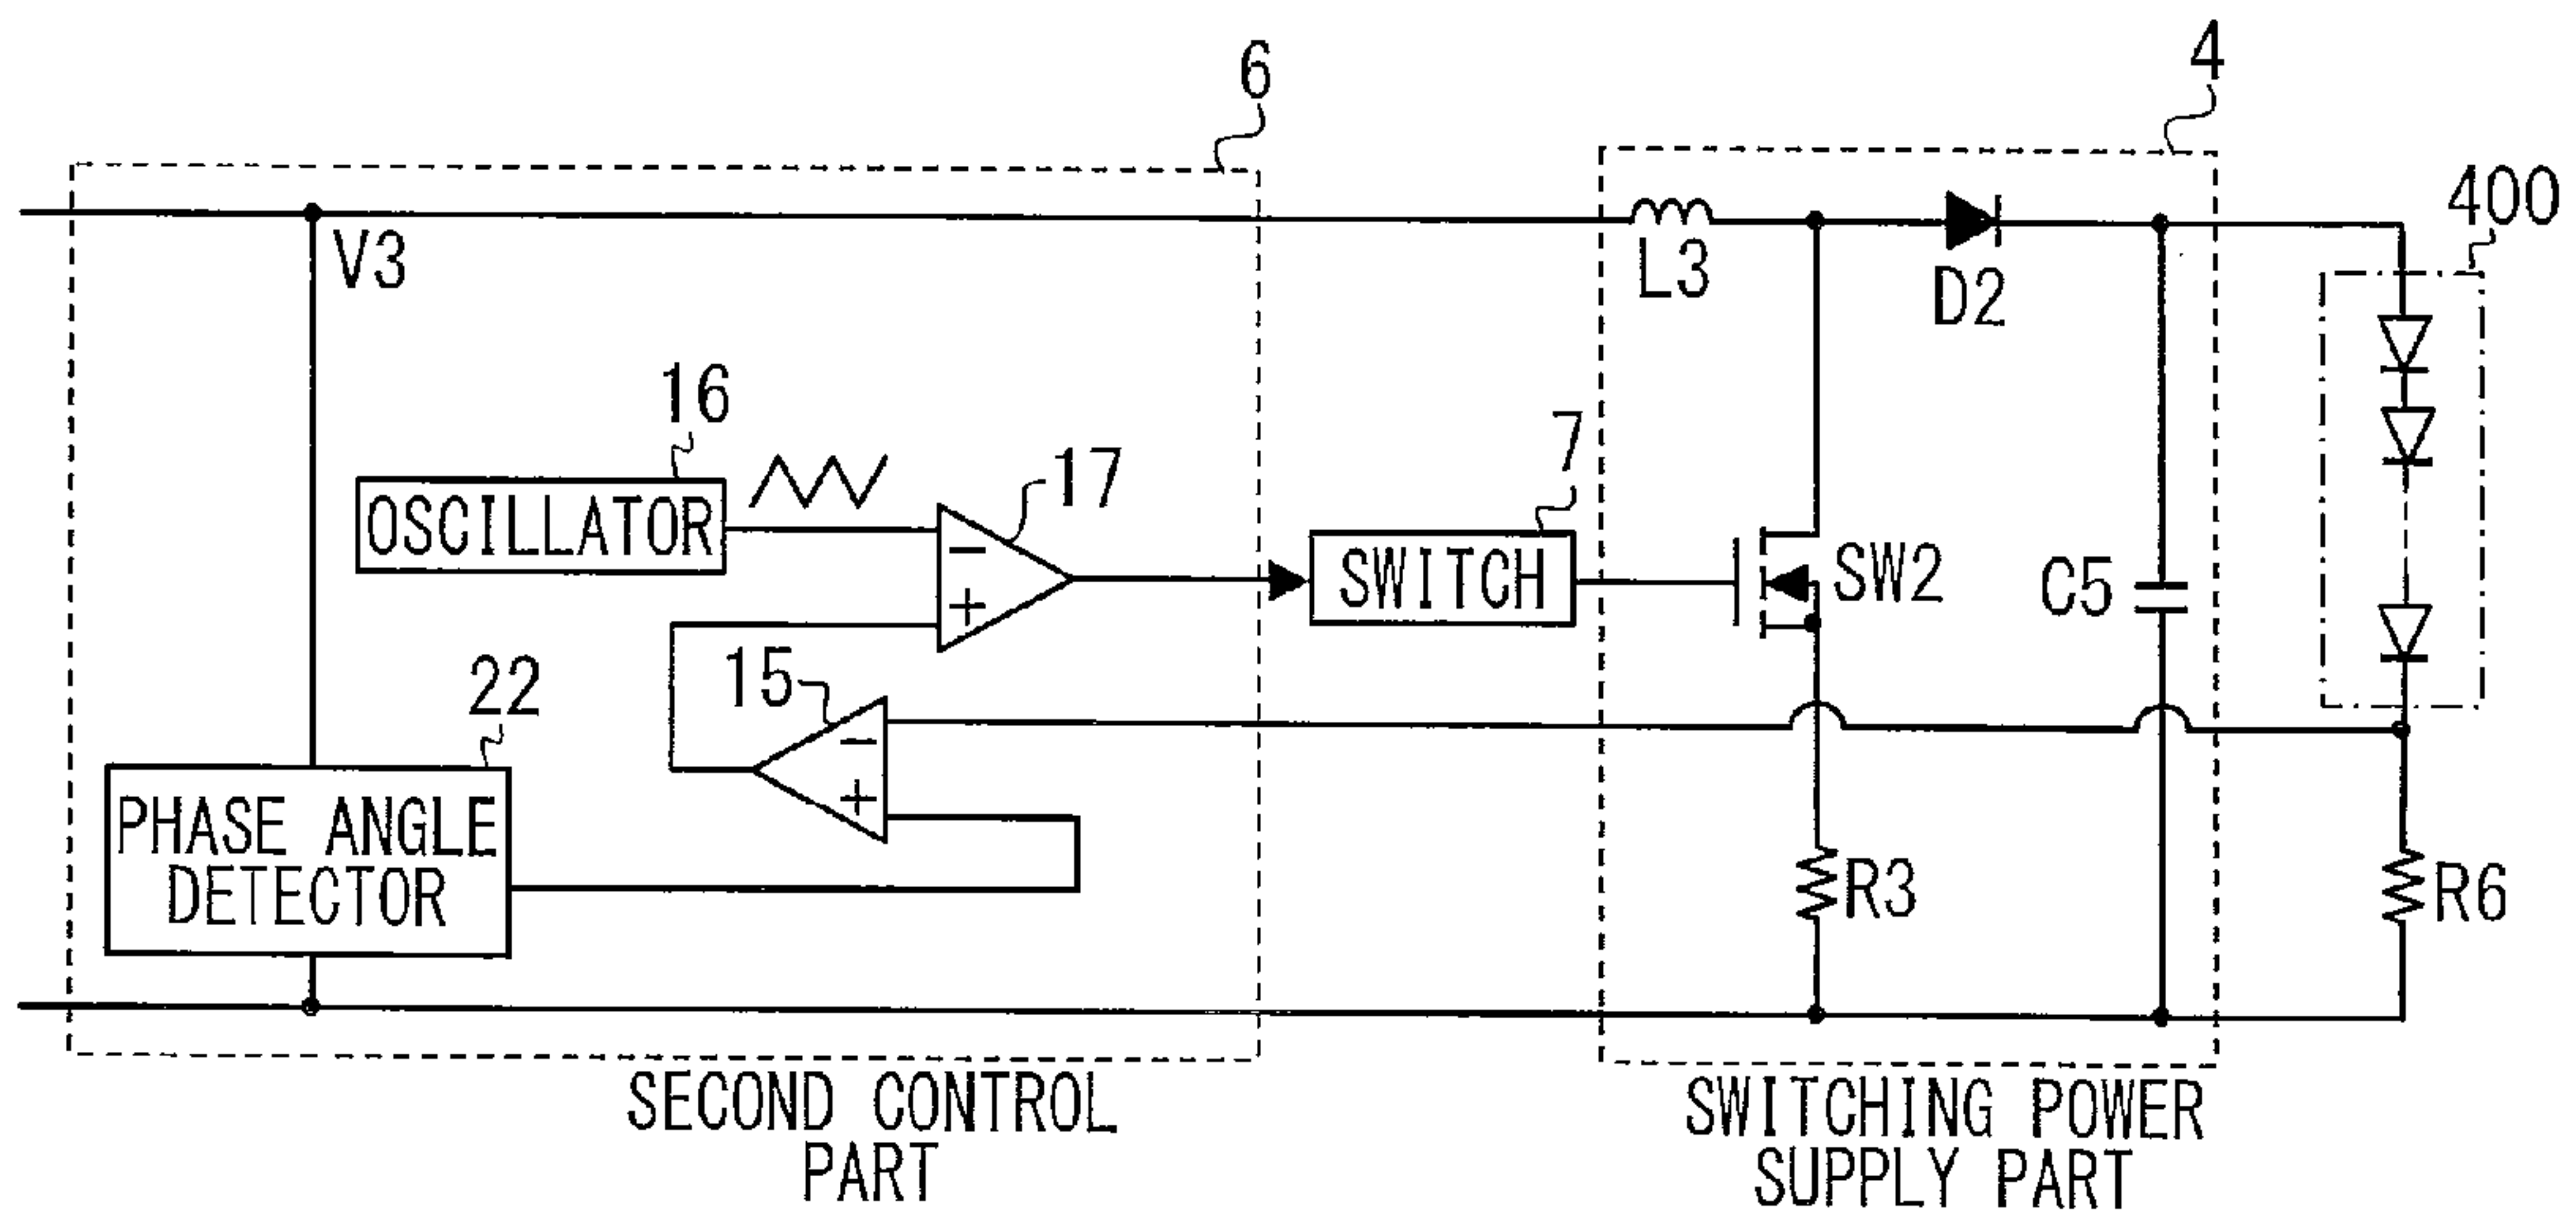 6
4
400
V3
L3
D2
16
OSCILLATOR
17
7
SWITCH
SW2
C5
15
22
PHASE ANGLE
DETECTOR
R3
R6
SECOND CONTROL
PART
SWITCHING POWER
SUPPLY PART
−
+
−
+